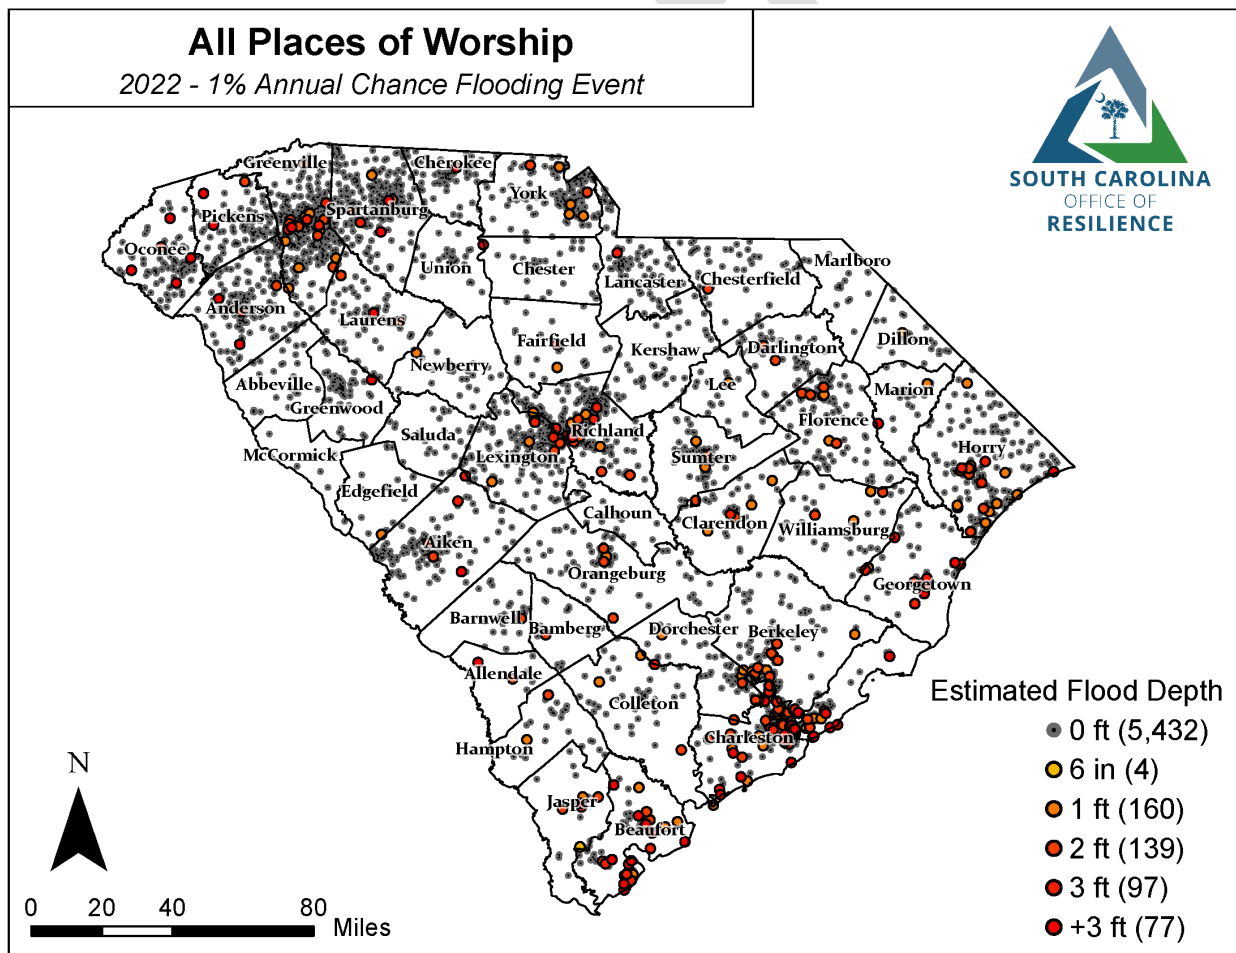 All Places of Worship
2022 - 1% Annual Chance Flooding Event
SOUTH CAROLINA
OFFICE OF
RESILIENCE
Greenville
Cherokee
York
Pickens
Spartanburg
Oconee
Union
Chester
Lancaster
Chesterfield
Marlboro
Anderson
Laurens
Fairfield
Kershaw
Darlington
Dillon
Newberry
Abbeville
Lee
Marion
Greenwood
Saluda
Richland
Florence
McCormick
Lexington
Sumter
Horry
Edgefield
Calhoun
Clarendon
Williamsburg
Aiken
Orangeburg
Georgetown
Barnwell
Bamberg
Dorchester
Berkeley
Allendale
Colleton
Charleston
Hampton
Jasper
Beaufort
Estimated Flood Depth
0 ft (5,432)
6 in (4)
1 ft (160)
2 ft (139)
3 ft (97)
+3 ft (77)
N
0 20 40 80 Miles